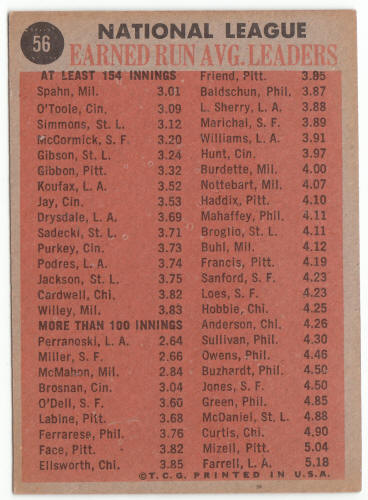 56
NATIONAL LEAGUE
EARNED RUN AVG. LEADERS
AT LEAST 154 INNINGS
Spahn, Mil. 3.01
O'Toole, Cin. 3.09
Simmons, St. L. 3.12
McCormick, S. F. 3.20
Gibson, St. L. 3.24
Gibbon, Pitt. 3.32
Koufax, L. A. 3.52
Jay, Cin. 3.53
Drysdale, L. A. 3.69
Sadecki, St. L. 3.71
Purkey, Cin. 3.73
Podres, L. A. 3.74
Jackson, St. L. 3.75
Cardwell, Chi. 3.82
Willey, Mil. 3.83
MORE THAN 100 INNINGS
Perranoski, L. A. 2.64
Miller, S. F. 2.66
McMahon, Mil. 2.84
Brosnan, Cin. 3.04
O'Dell, S. F. 3.60
Labine, Pitt. 3.68
Ferrarese, Phil. 3.76
Face, Pitt. 3.82
Ellsworth, Chi. 3.85
Friend, Pitt. 3.85
Baldschun, Phil. 3.87
L. Sherry, L. A. 3.88
Marichal, S. F. 3.89
Williams, L. A. 3.91
Hunt, Cin. 3.97
Burdette, Mil. 4.00
Nottebart, Mil. 4.07
Haddix, Pitt. 4.10
Mahaffey, Phil. 4.11
Broglio, St. L. 4.11
Buhl, Mil. 4.12
Francis, Pitt. 4.19
Sanford, S. F. 4.23
Loes, S. F. 4.23
Hobbie, Chi. 4.25
Anderson, Chi. 4.26
Sullivan, Phil. 4.30
Owens, Phil. 4.46
Buzhardt, Phil. 4.50
Jones, S. F. 4.50
Green, Phil. 4.85
McDaniel, St. L. 4.88
Curtis, Chi. 4.90
Mizell, Pitt. 5.04
Farrell, L. A. 5.18
© T. C. G. PRINTED IN U.S.A.